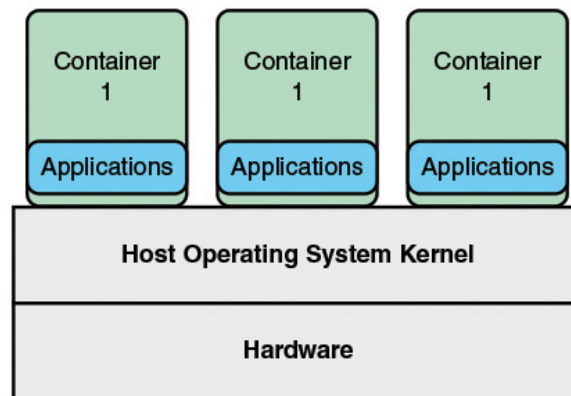 Container
1
Container
1
Container
1
Applications
Applications
Applications
Host Operating System Kernel
Hardware